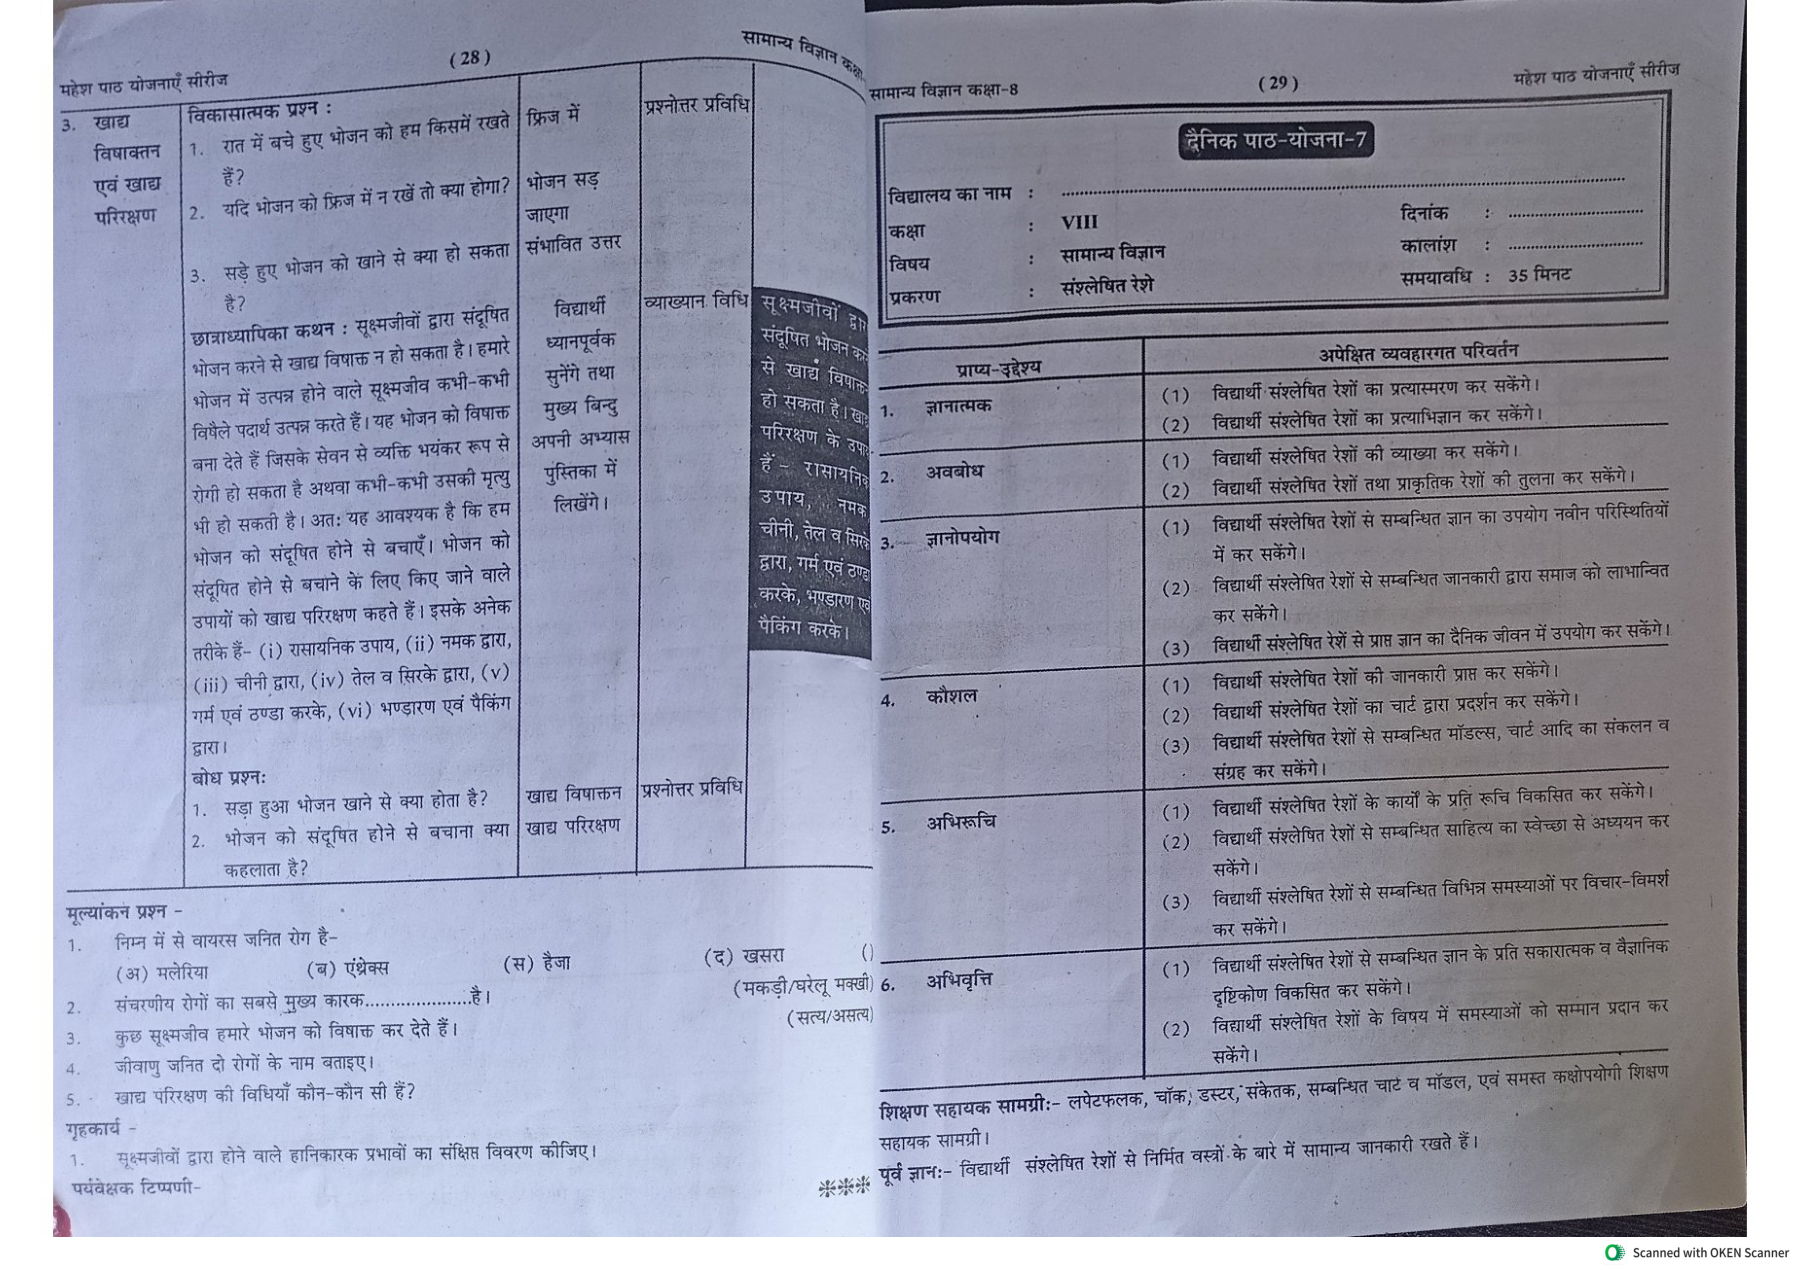 महेश पाठ योजनाएँ सीरीज
( 28 )
सामान्य विज्ञान कक्षा-
3. खाद्य
विषाक्तन
एवं खाद्य
परिरक्षण
विकासात्मक प्रश्न :
1. रात में बचे हुए भोजन को हम किसमें रखते
हैं?
2. यदि भोजन को फ्रिज में न रखें तो क्या होगा?
3. सड़े हुए भोजन को खाने से क्या हो सकता
है?
छात्राध्यापिका कथन : सूक्ष्मजीवों द्वारा संदूषित
भोजन करने से खाद्य विषाक्त न हो सकता है। हमारे
भोजन में उत्पन्न होने वाले सूक्ष्मजीव कभी-कभी
विषैले पदार्थ उत्पन्न करते हैं। यह भोजन को विषाक्त
बना देते हैं जिसके सेवन से व्यक्ति भयंकर रूप से
रोगी हो सकता है अथवा कभी-कभी उसकी मृत्यु
भी हो सकती है। अतः यह आवश्यक है कि हम
भोजन को संदूषित होने से बचाएँ। भोजन को
संदूषित होने से बचाने के लिए किए जाने वाले
उपायों को खाद्य परिरक्षण कहते हैं। इसके अनेक
तरीके हैं- (i) रासायनिक उपाय, (ii) नमक द्वारा,
(iii) चीनी द्वारा, (iv) तेल व सिरके द्वारा, (v)
गर्म एवं ठण्डा करके, (vi) भण्डारण एवं पैकिंग
द्वारा।
बोध प्रश्न:
1. सड़ा हुआ भोजन खाने से क्या होता है?
2. भोजन को संदूषित होने से बचाना क्या
कहलाता है?
फ्रिज में
भोजन सड़
जाएगा
संभावित उत्तर
विद्यार्थी
ध्यानपूर्वक
सुनेंगे तथा
मुख्य बिन्दु
अपनी अभ्यास
पुस्तिका में
लिखेंगे।
खाद्य विषाक्तन
खाद्य परिरक्षण
प्रश्नोत्तर प्रविधि
व्याख्यान विधि
प्रश्नोत्तर प्रविधि
सूक्ष्मजीवों
संदूषित भोजन
से खाद्य
हो सकता है।
परिरक्षण के
हैं -
उपाय, नमक
चीनी, तेल व
द्वारा, गर्म एवं
करके, भण्डारण
पैकिंग करके।
मूल्यांकन प्रश्न -
1. निम्न में से वायरस जनित रोग है-
(अ) मलेरिया (ब) एंथ्रेक्स (स) हैजा (द) खसरा ()
2. संचरणीय रोगों का सबसे मुख्य कारक.....................है। (मकड़ी/घरेलू मक्खी)
3. कुछ सूक्ष्मजीव हमारे भोजन को विषाक्त कर देते हैं। (सत्य/असत्य)
4. जीवाणु जनित दो रोगों के नाम बताइए।
5. खाद्य परिरक्षण की विधियाँ कौन-कौन सी हैं?
गृहकार्य -
1. सूक्ष्मजीवों द्वारा होने वाले हानिकारक प्रभावों का संक्षिप्त विवरण कीजिए।
पर्यवेक्षक टिप्पणी-
सामान्य विज्ञान कक्षा-8
( 29 )
महेश पाठ योजनाएँ सीरीज
दैनिक पाठ-योजना-7
विद्यालय का नाम : ....................
कक्षा : VIII
विषय : सामान्य विज्ञान
प्रकरण : संश्लेषित रेशे
दिनांक : ....................
कालांश : ....................
समयावधि : 35 मिनट
प्राप्य-उद्देश्य
अपेक्षित व्यवहारगत परिवर्तन
1. ज्ञानात्मक
(1) विद्यार्थी संश्लेषित रेशों का प्रत्यास्मरण कर सकेंगे।
(2) विद्यार्थी संश्लेषित रेशों का प्रत्याभिज्ञान कर सकेंगे।
2. अवबोध
(1) विद्यार्थी संश्लेषित रेशों की व्याख्या कर सकेंगे।
(2) विद्यार्थी संश्लेषित रेशों तथा प्राकृतिक रेशों की तुलना कर सकेंगे।
3. ज्ञानोपयोग
(1) विद्यार्थी संश्लेषित रेशों से सम्बन्धित ज्ञान का उपयोग नवीन परिस्थितियों
में कर सकेंगे।
(2) विद्यार्थी संश्लेषित रेशों से सम्बन्धित जानकारी द्वारा समाज को लाभान्वित
कर सकेंगे।
(3) विद्यार्थी संश्लेषित रेशें से प्राप्त ज्ञान का दैनिक जीवन में उपयोग कर सकेंगे।
4. कौशल
(1) विद्यार्थी संश्लेषित रेशों की जानकारी प्राप्त कर सकेंगे।
(2) विद्यार्थी संश्लेषित रेशों का चार्ट द्वारा प्रदर्शन कर सकेंगे।
(3) विद्यार्थी संश्लेषित रेशों से सम्बन्धित मॉडल्स, चार्ट आदि का संकलन व
संग्रह कर सकेंगे।
5. अभिरूचि
(1) विद्यार्थी संश्लेषित रेशों के कार्यों के प्रति रूचि विकसित कर सकेंगे।
(2) विद्यार्थी संश्लेषित रेशों से सम्बन्धित साहित्य का स्वेच्छा से अध्ययन कर
सकेंगे।
(3) विद्यार्थी संश्लेषित रेशों से सम्बन्धित विभिन्न समस्याओं पर विचार-विमर्श
कर सकेंगे।
6. अभिवृत्ति
(1) विद्यार्थी संश्लेषित रेशों से सम्बन्धित ज्ञान के प्रति सकारात्मक व वैज्ञानिक
दृष्टिकोण विकसित कर सकेंगे।
(2) विद्यार्थी संश्लेषित रेशों के विषय में समस्याओं को सम्मान प्रदान कर
सकेंगे।
शिक्षण सहायक सामग्री:- लपेटफलक, चॉक, डस्टर, संकेतक, सम्बन्धित चार्ट व मॉडल, एवं समस्त कक्षोपयोगी शिक्षण
सहायक सामग्री।
पूर्व ज्ञान:- विद्यार्थी संश्लेषित रेशों से निर्मित वस्त्रों के बारे में सामान्य जानकारी रखते हैं।
Scanned with OKEN Scanner